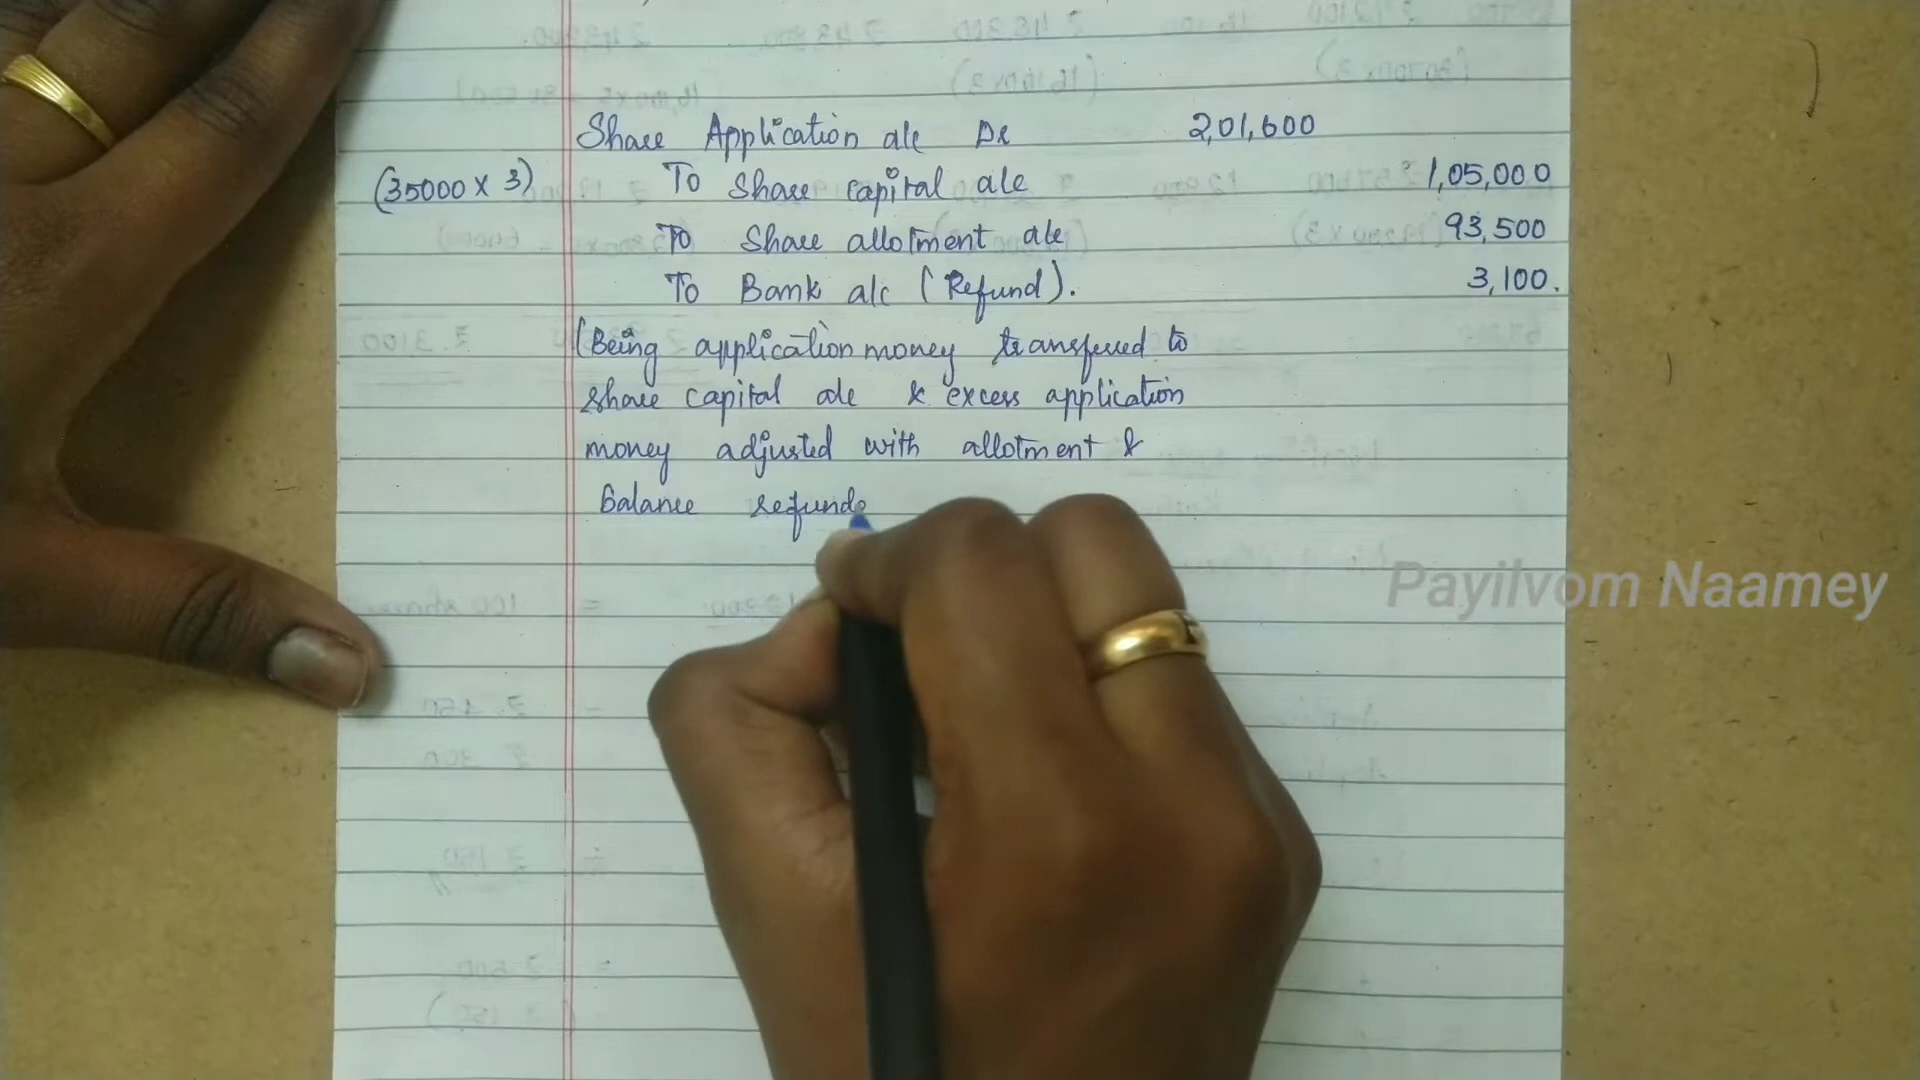 Share Application a/c Dr 2,01,600
(35000 x 3) To Share capital a/c 1,05,000
To Share allotment a/c 93,500
To Bank a/c (Refund). 3,100.
(Being application money transferred to
share capital a/c & excess application
money adjusted with allotment &
balance refunde
Payilvom Naamey